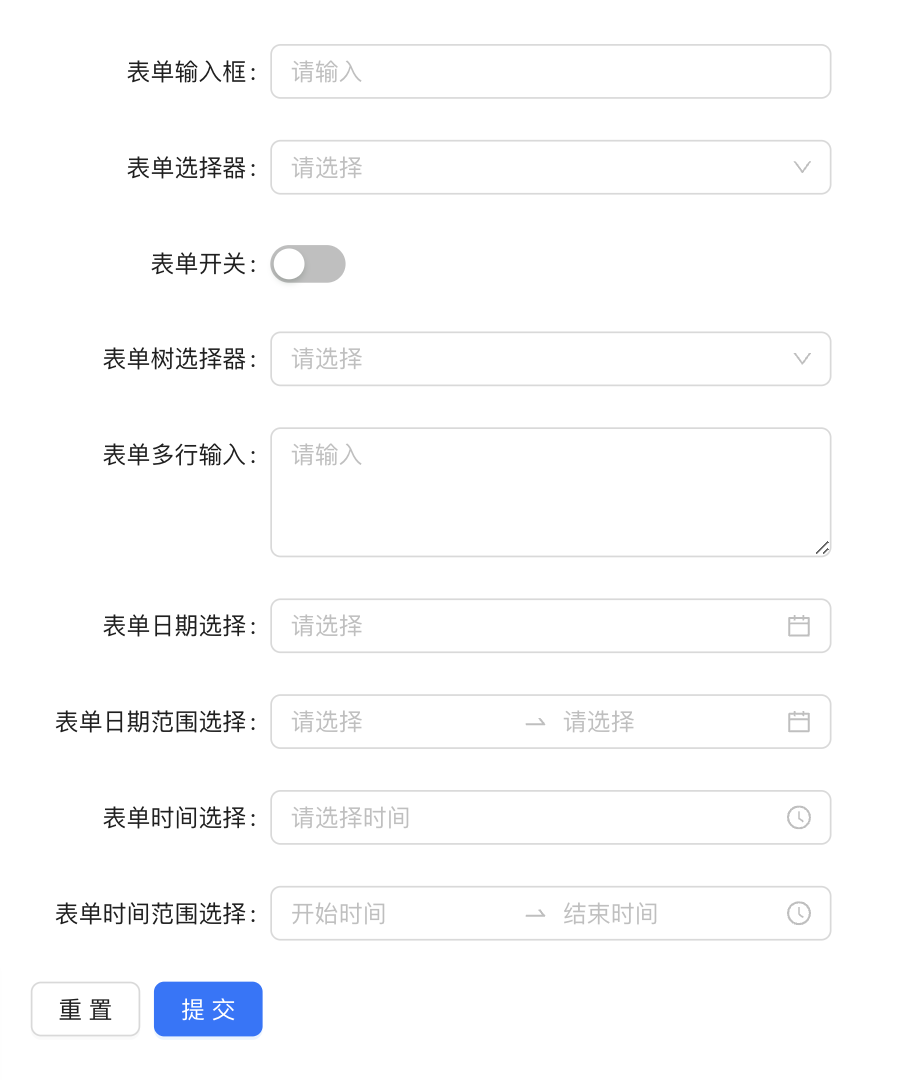 表单输入框: 请输入
表单选择器: 请选择
表单开关:
表单树选择器: 请选择
表单多行输入: 请输入
表单日期选择: 请选择
表单日期范围选择: 请选择 请选择
表单时间选择: 请选择时间
表单时间范围选择: 开始时间 结束时间
重 置 提 交